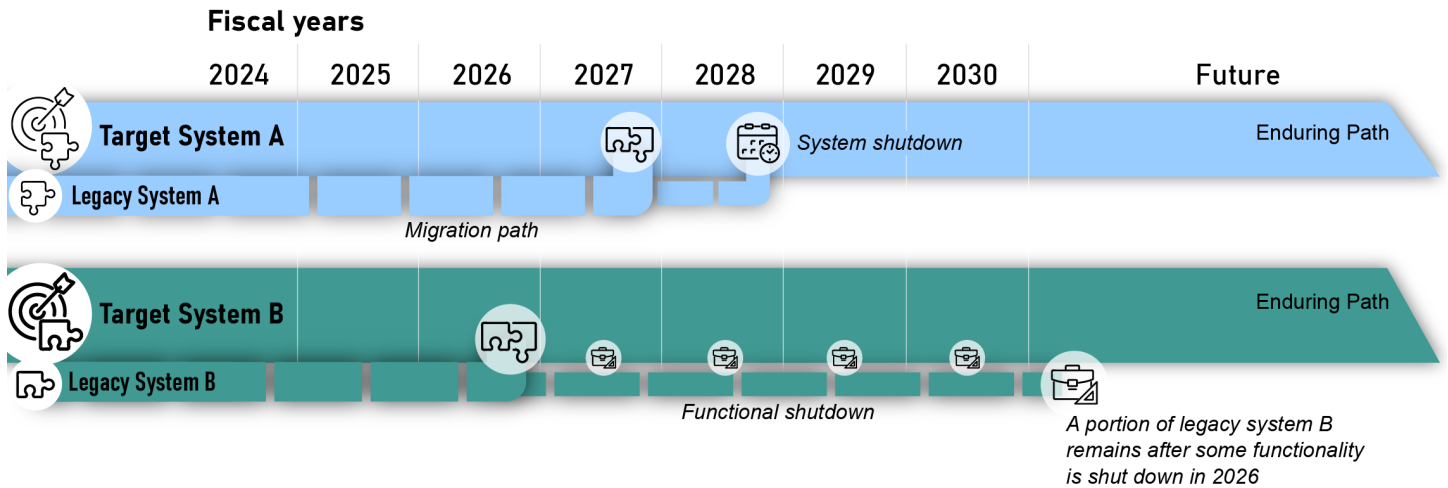 Fiscal years
2024 2025 2026 2027 2028 2029 2030 Future
Target System A
System shutdown
Enduring Path
Legacy System A
Migration path
Target System B
Enduring Path
Legacy System B
Functional shutdown
A portion of legacy system B
remains after some functionality
is shut down in 2026